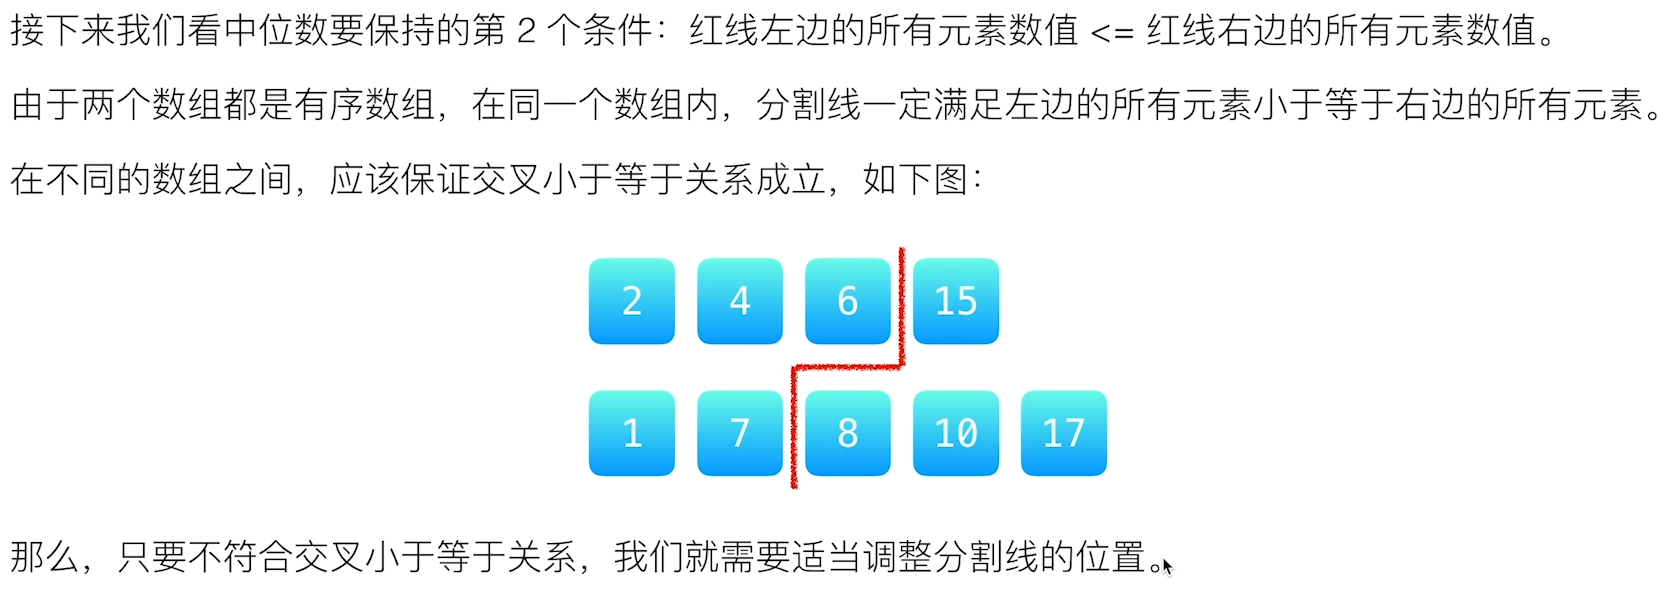 接下来我们看中位数要保持的第 2 个条件：红线左边的所有元素数值 <= 红线右边的所有元素数值。
由于两个数组都是有序数组，在同一个数组内，分割线一定满足左边的所有元素小于等于右边的所有元素。
在不同的数组之间，应该保证交叉小于等于关系成立，如下图：
2 4 6 15
1 7 8 10 17
那么，只要不符合交叉小于等于关系，我们就需要适当调整分割线的位置。